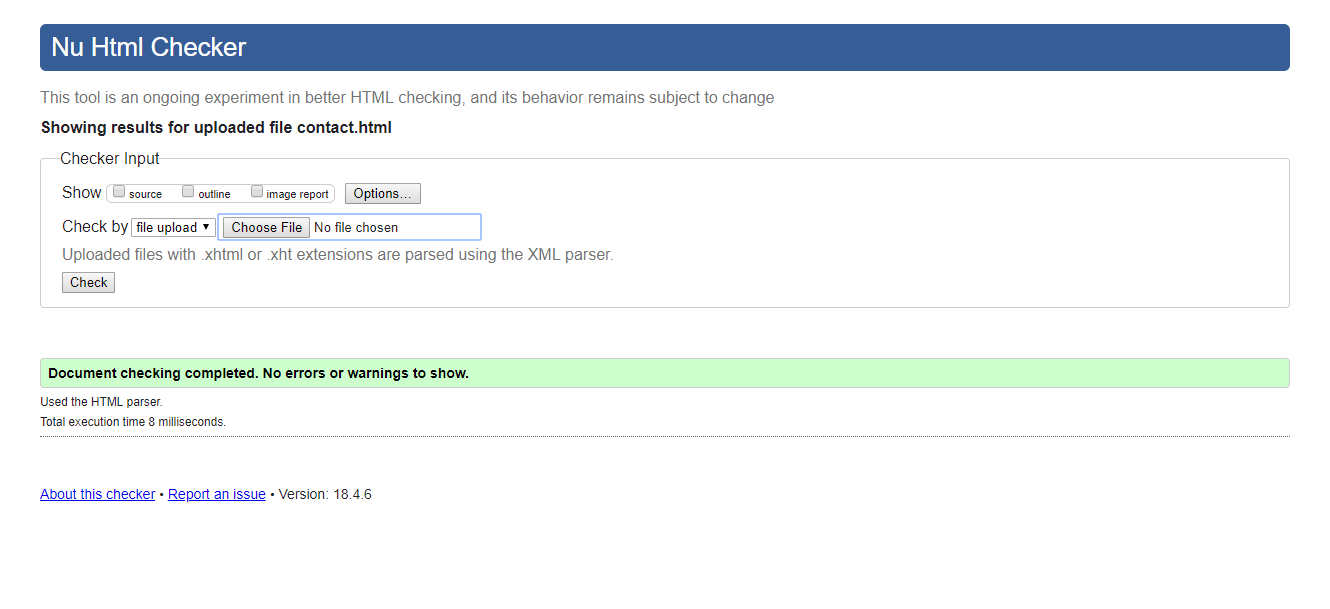 Nu Html Checker
This tool is an ongoing experiment in better HTML checking, and its behavior remains subject to change
Showing results for uploaded file contact.html
Checker Input
Show source outline image report Options...
Check by file upload Choose File No file chosen
Uploaded files with .xhtml or .xht extensions are parsed using the XML parser.
Check
Document checking completed. No errors or warnings to show.
Used the HTML parser.
Total execution time 8 milliseconds.
About this checker • Report an issue • Version: 18.4.6